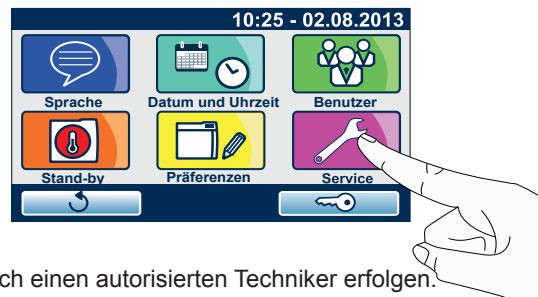 10:25 - 02.08.2013
Sprache Datum und Uhrzeit Benutzer
Stand-by Präferenzen Service
ch einen autorisierten Techniker erfolgen.